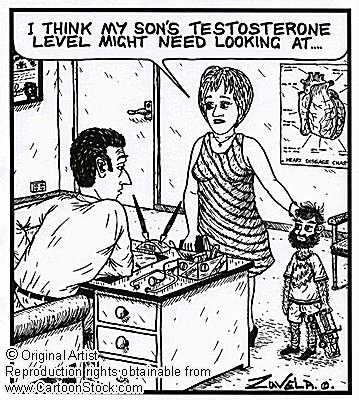 I THINK MY SON'S TESTOSTERONE
LEVEL MIGHT NEED LOOKING AT....
HEART DISEASE CHART
© Original Artist
Reproduction rights obtainable from
www.CartoonStock.com